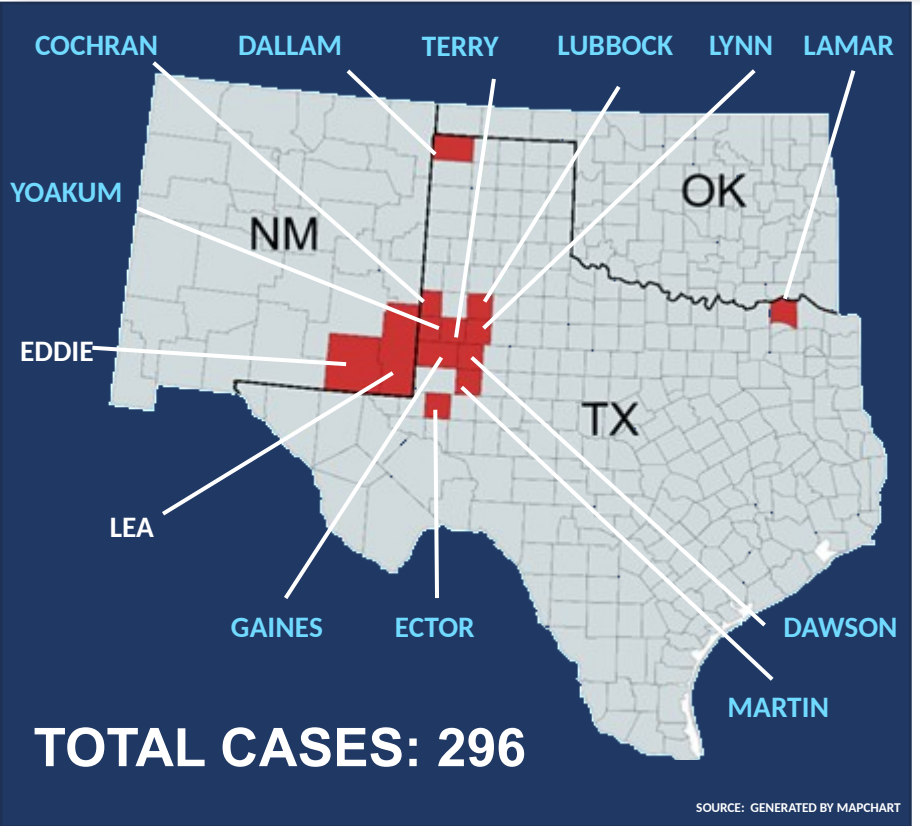 COCHRAN
DALLAM
TERRY
LUBBOCK
LYNN
LAMAR
YOAKUM
OK
NM
EDDIE
TX
LEA
GAINES
ECTOR
DAWSON
MARTIN
TOTAL CASES: 296
SOURCE: GENERATED BY MAPCHART